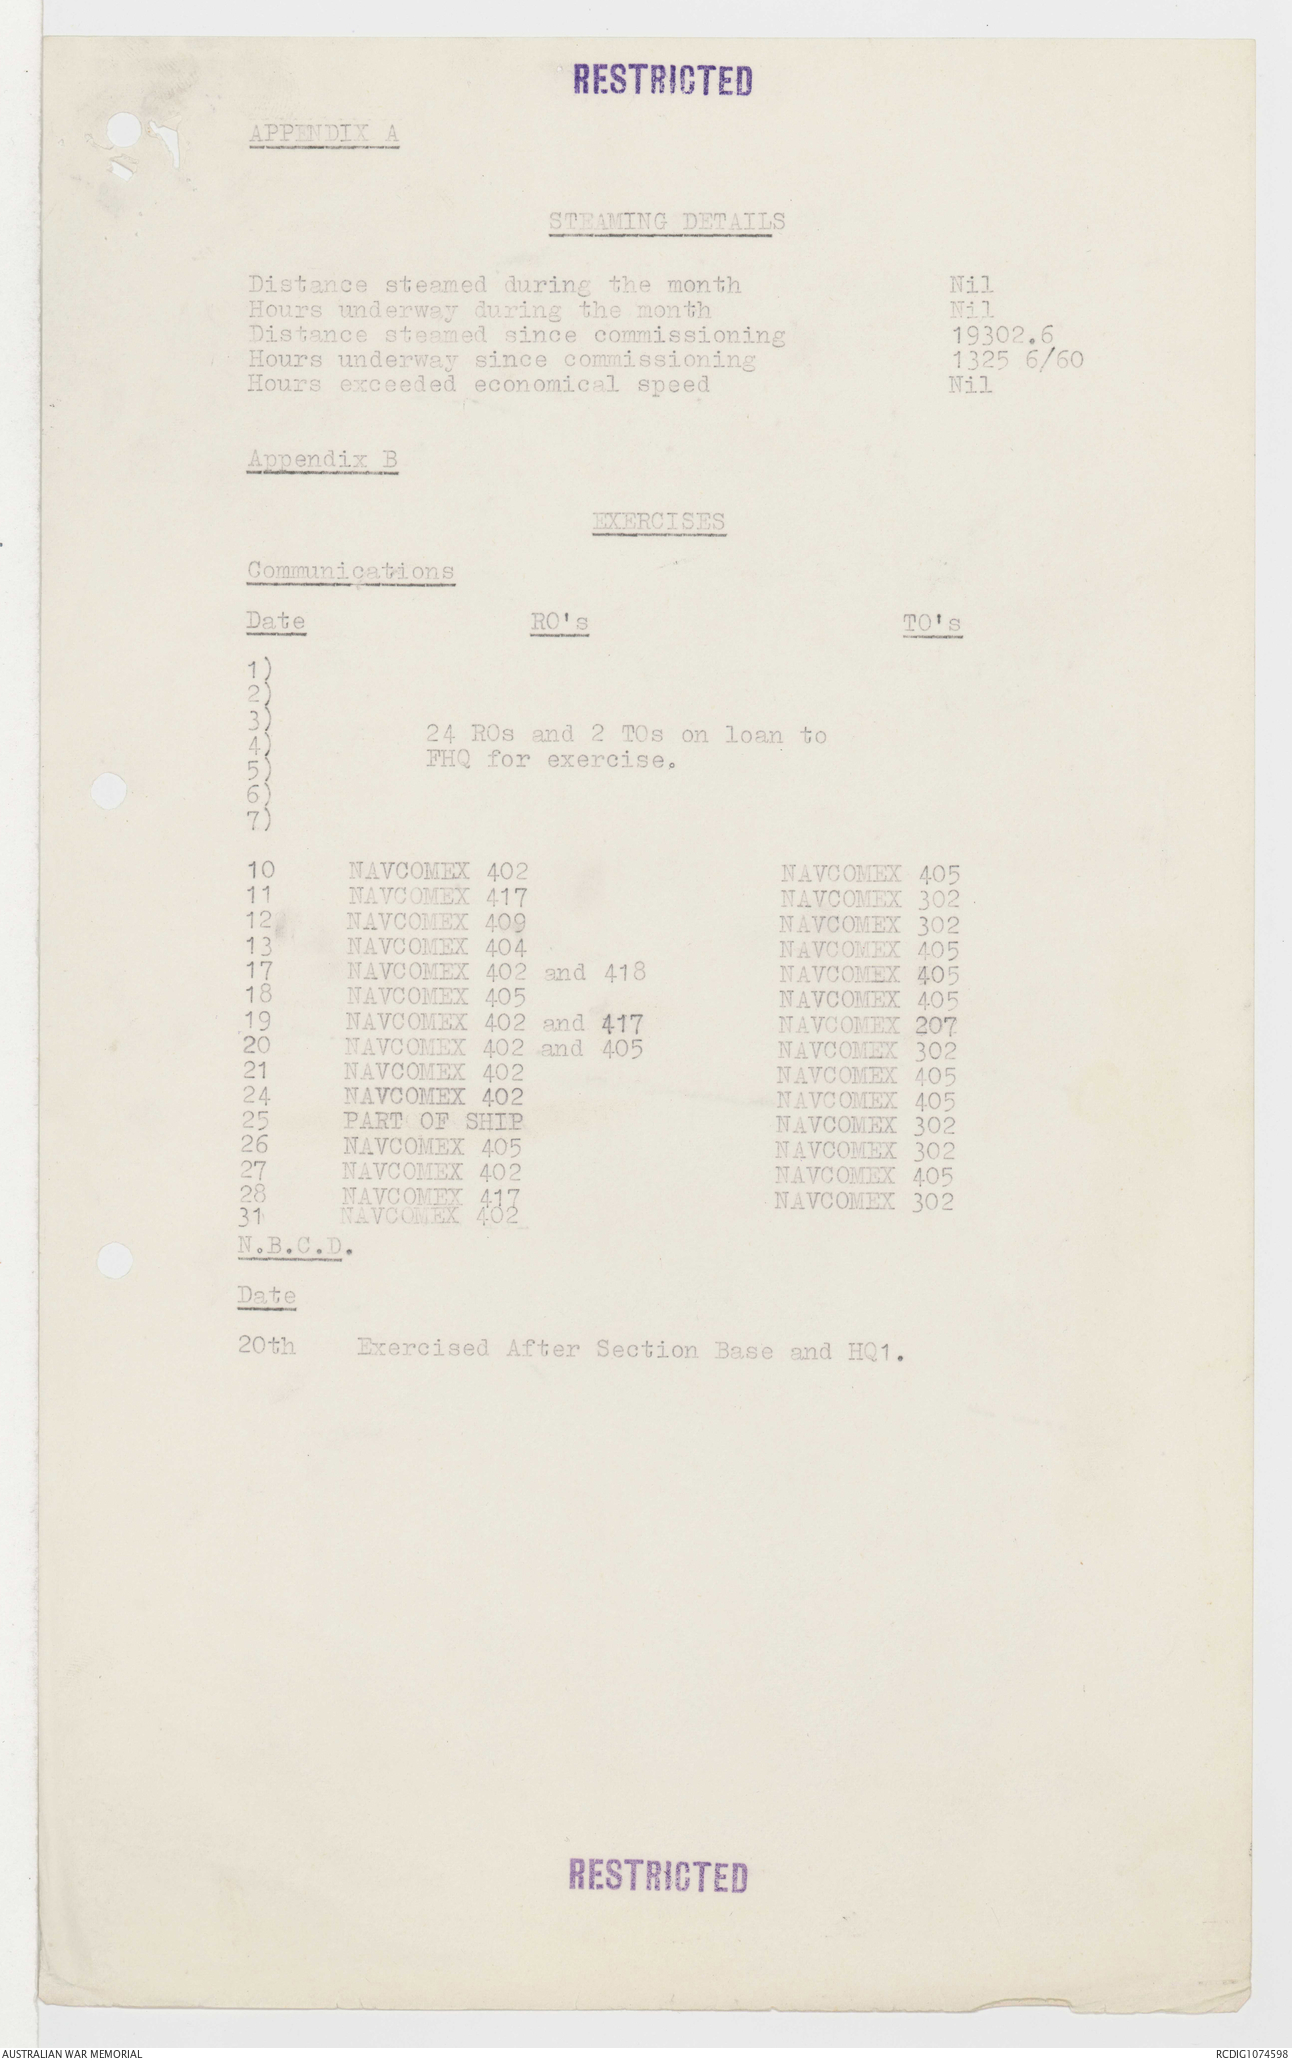 RESTRICTED
APPENDIX A
STEAMING DETAILS
Distance steamed during the month Nil
Hours underway during the month Nil
Distance steamed since commissioning 19302.6
Hours underway since commissioning 1325 6/60
Hours exceeded economical speed Nil
Appendix B
EXERCISES
Communications
Date RO's TO's
1)
2)
3)
24 ROs and 2 TOs on loan to
4)
FHQ for exercise.
5)
6)
7)
10 NAVCOMEX 402 NAVCOMEX 405
11 NAVCOMEX 417 NAVCOMEX 302
12 NAVCOMEX 409 NAVCOMEX 302
13 NAVCOMEX 404 NAVCOMEX 405
17 NAVCOMEX 402 and 418 NAVCOMEX 405
18 NAVCOMEX 405 NAVCOMEX 405
19 NAVCOMEX 402 and 417 NAVCOMEX 207
20 NAVCOMEX 402 and 405 NAVCOMEX 302
21 NAVCOMEX 402 NAVCOMEX 405
24 NAVCOMEX 402 NAVCOMEX 405
25 PART OF SHIP NAVCOMEX 302
26 NAVCOMEX 405 NAVCOMEX 302
27 NAVCOMEX 402 NAVCOMEX 405
28 NAVCOMEX 417 NAVCOMEX 302
31 NAVCOMEX 402
N.B.C.D.
Date
20th Exercised After Section Base and HQ1.
RESTRICTED
AUSTRALIAN WAR MEMORIAL RCDIG1074598